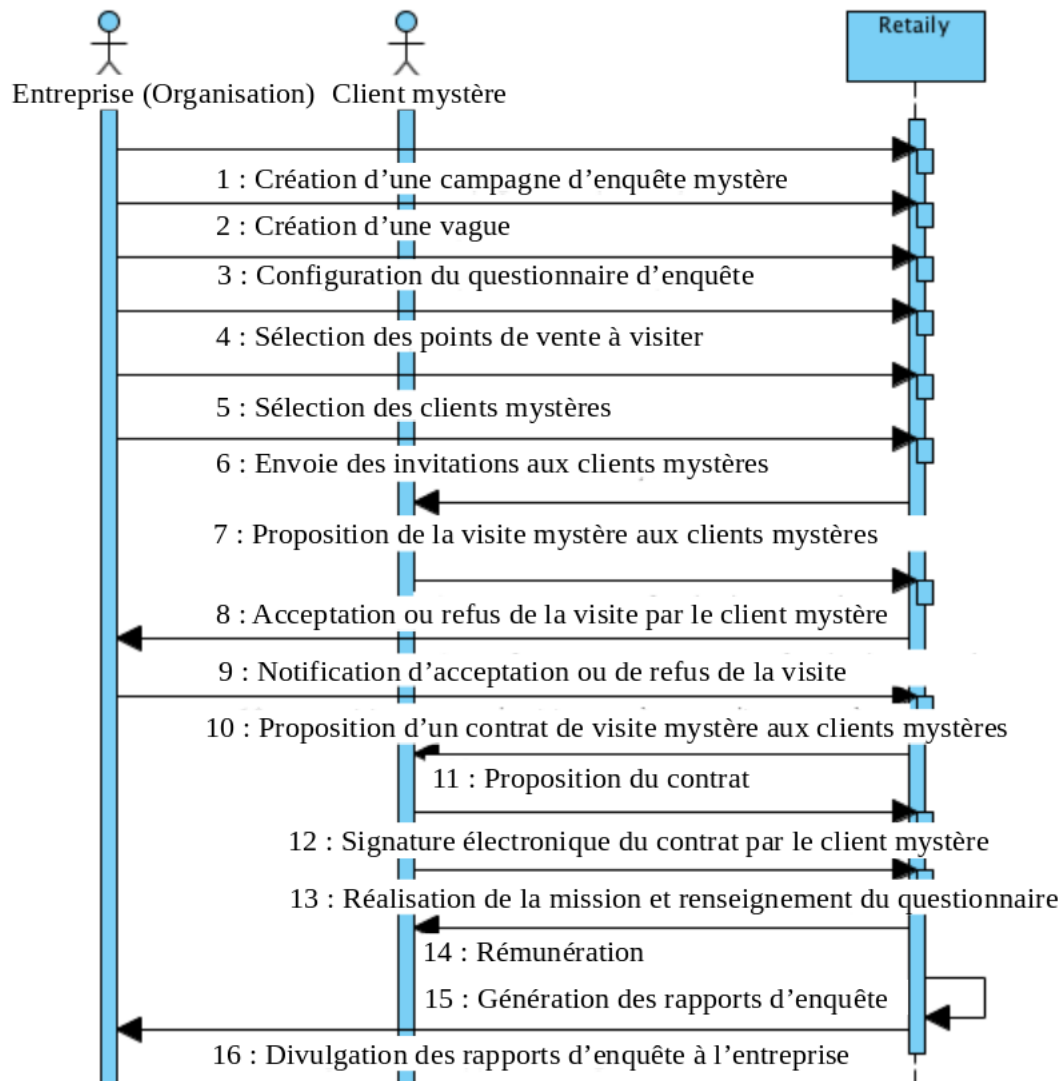 Retaily
Entreprise (Organisation) Client mystère
1 : Création d’une campagne d’enquête mystère
2 : Création d’une vague
3 : Configuration du questionnaire d’enquête
4 : Sélection des points de vente à visiter
5 : Sélection des clients mystères
6 : Envoie des invitations aux clients mystères
7 : Proposition de la visite mystère aux clients mystères
8 : Acceptation ou refus de la visite par le client mystère
9 : Notification d’acceptation ou de refus de la visite
10 : Proposition d’un contrat de visite mystère aux clients mystères
11 : Proposition du contrat
12 : Signature électronique du contrat par le client mystère
13 : Réalisation de la mission et renseignement du questionnaire
14 : Rémunération
15 : Génération des rapports d’enquête
16 : Divulgation des rapports d’enquête à l’entreprise